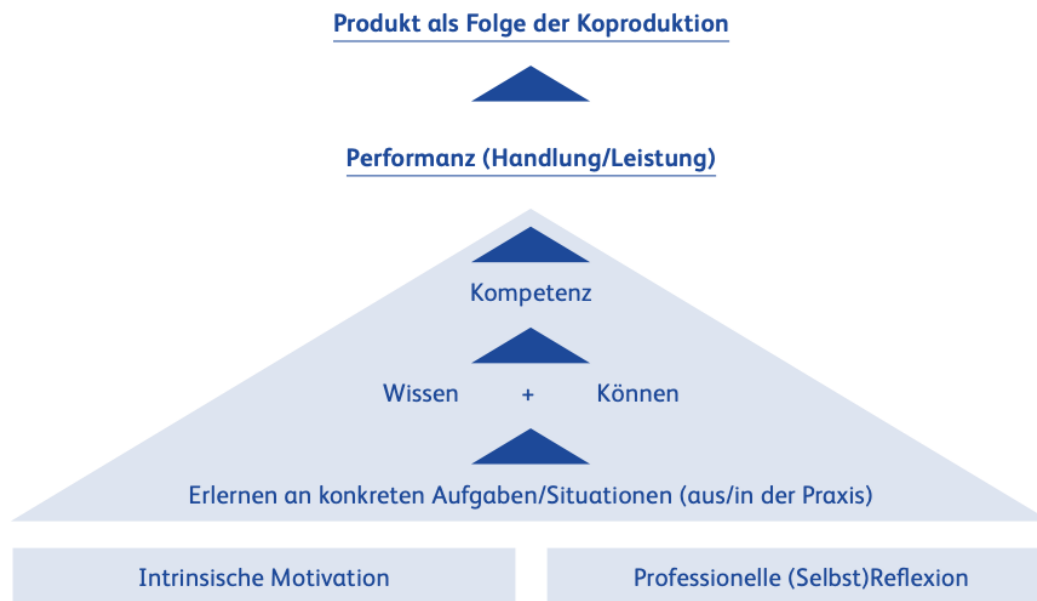 Produkt als Folge der Koproduktion
Performanz (Handlung/Leistung)
Kompetenz
Wissen + Können
Erlernen an konkreten Aufgaben/Situationen (aus/in der Praxis)
Intrinsische Motivation
Professionelle (Selbst)Reflexion